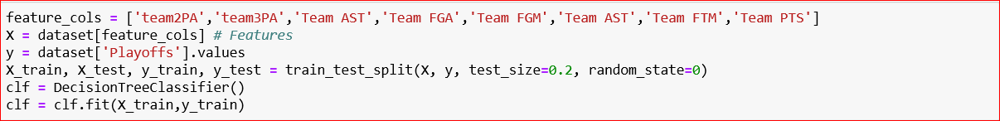 feature_cols = ['team2PA','team3PA','Team AST','Team FGA','Team FGM','Team AST','Team FTM','Team PTS']
X = dataset[feature_cols] # Features
y = dataset['Playoffs'].values
X_train, X_test, y_train, y_test = train_test_split(X, y, test_size=0.2, random_state=0)
clf = DecisionTreeClassifier()
clf = clf.fit(X_train,y_train)